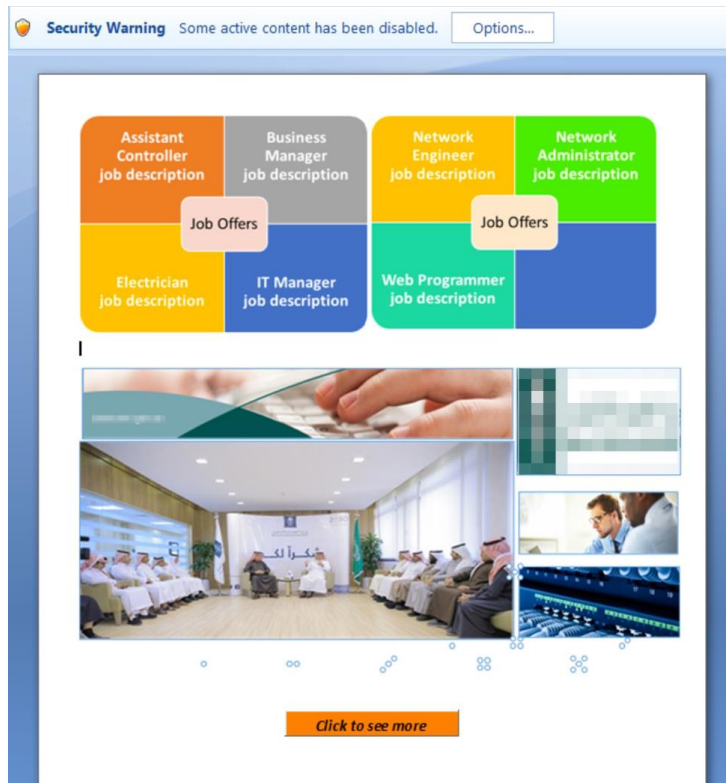 Security Warning Some active content has been disabled. Options...
Assistant
Controller
job description
Business
Manager
job description
Job Offers
Electrician
job description
IT Manager
job description
Network
Engineer
job description
Network
Administrator
job description
Job Offers
Web Programmer
job description
شكراً لكـ
Click to see more